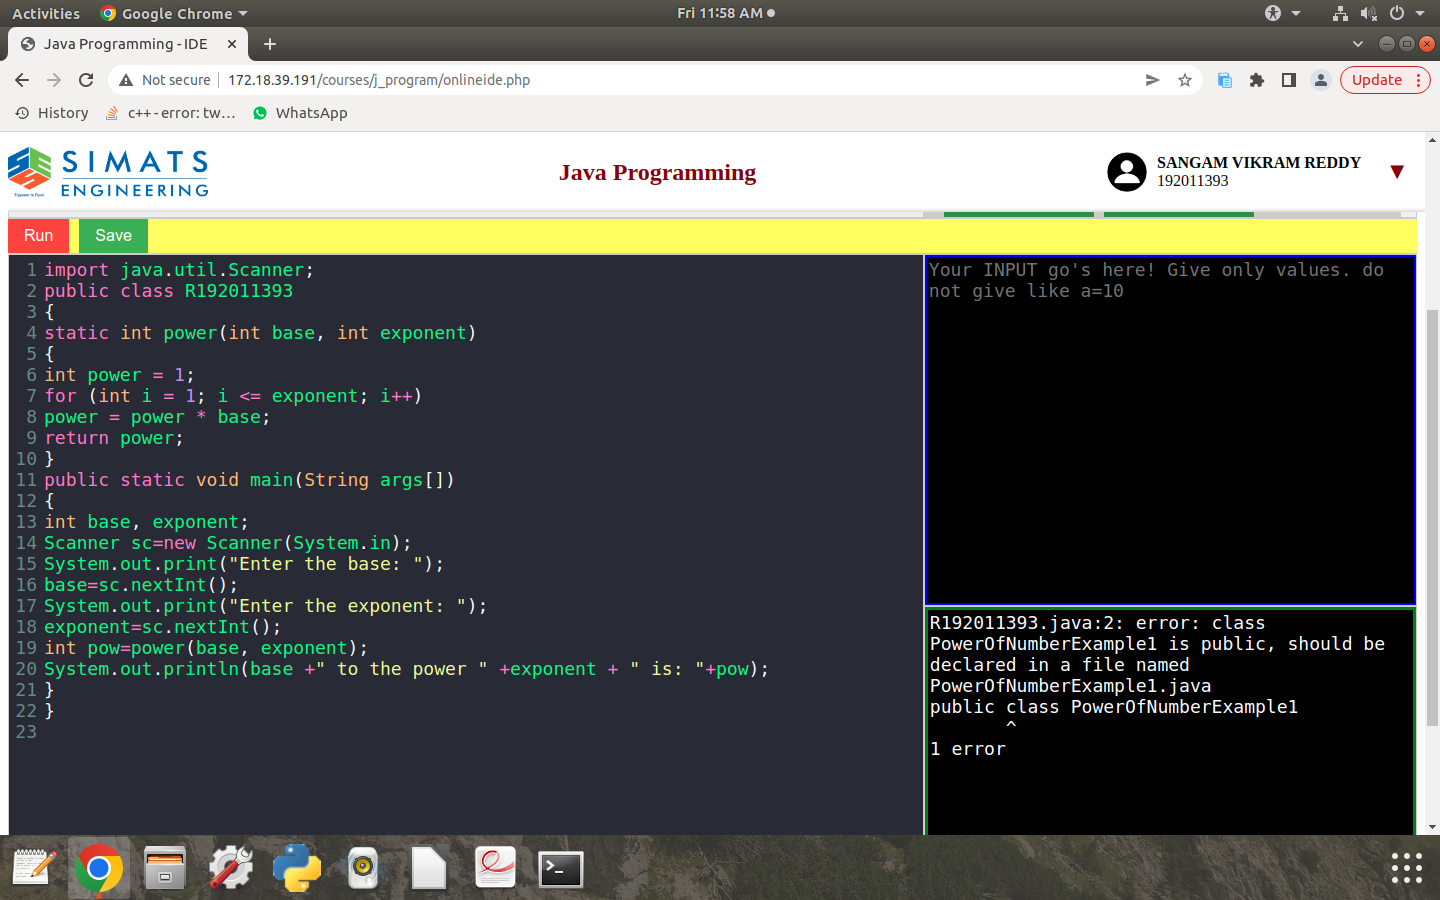 Activities Google Chrome Fri 11:58 AM
Java Programming - IDE
Not secure 172.18.39.191/courses/j_program/onlineide.php Update
History c++ - error: tw... WhatsApp
SIMATS
ENGINEERING
Java Programming
SANGAM VIKRAM REDDY
192011393
Run Save
1 import java.util.Scanner;
2 public class R192011393
3 {
4 static int power(int base, int exponent)
5 {
6 int power = 1;
7 for (int i = 1; i <= exponent; i++)
8 power = power * base;
9 return power;
10 }
11 public static void main(String args[])
12 {
13 int base, exponent;
14 Scanner sc=new Scanner(System.in);
15 System.out.print("Enter the base: ");
16 base=sc.nextInt();
17 System.out.print("Enter the exponent: ");
18 exponent=sc.nextInt();
19 int pow=power(base, exponent);
20 System.out.println(base +" to the power " +exponent + " is: "+pow);
21 }
22 }
23
Your INPUT go's here! Give only values. do
not give like a=10
R192011393.java:2: error: class
PowerOfNumberExample1 is public, should be
declared in a file named
PowerOfNumberExample1.java
public class PowerOfNumberExample1
^
1 error